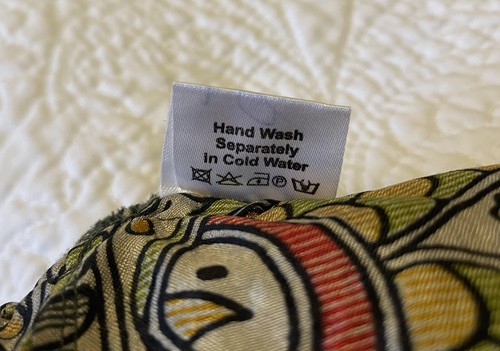 Hand Wash
Separately
in Cold Water